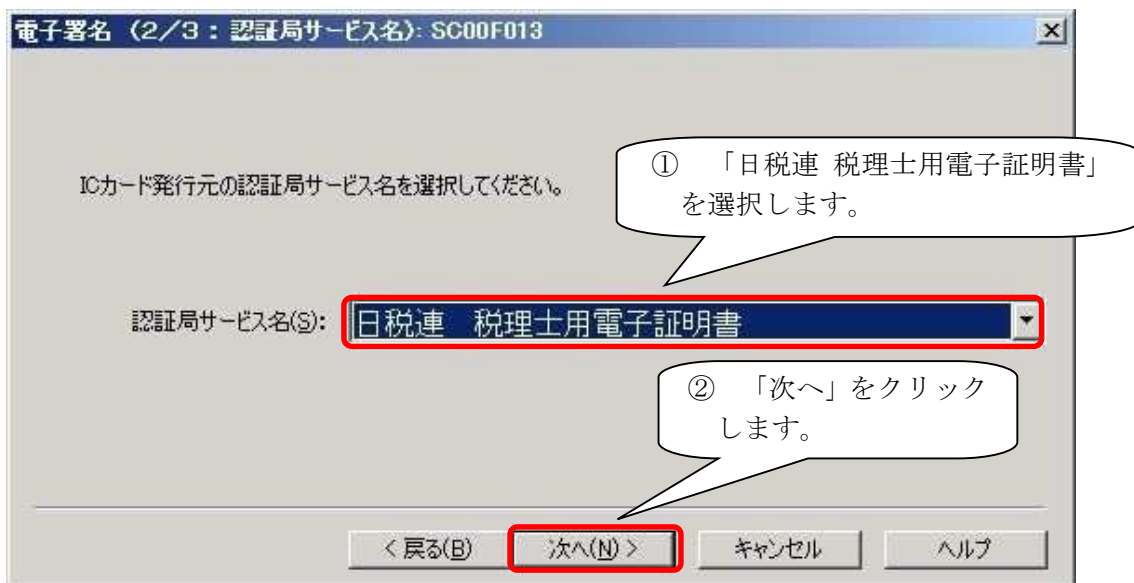 電子署名 (2/3:認証局サービス名): SC00F013
① 「日税連 税理士用電子証明書」
を選択します。
ICカード発行元の認証局サービス名を選択してください。
認証局サービス名(S): 日税連 税理士用電子証明書
② 「次へ」をクリック
します。
< 戻る(B) 次へ(N) > キャンセル ヘルプ